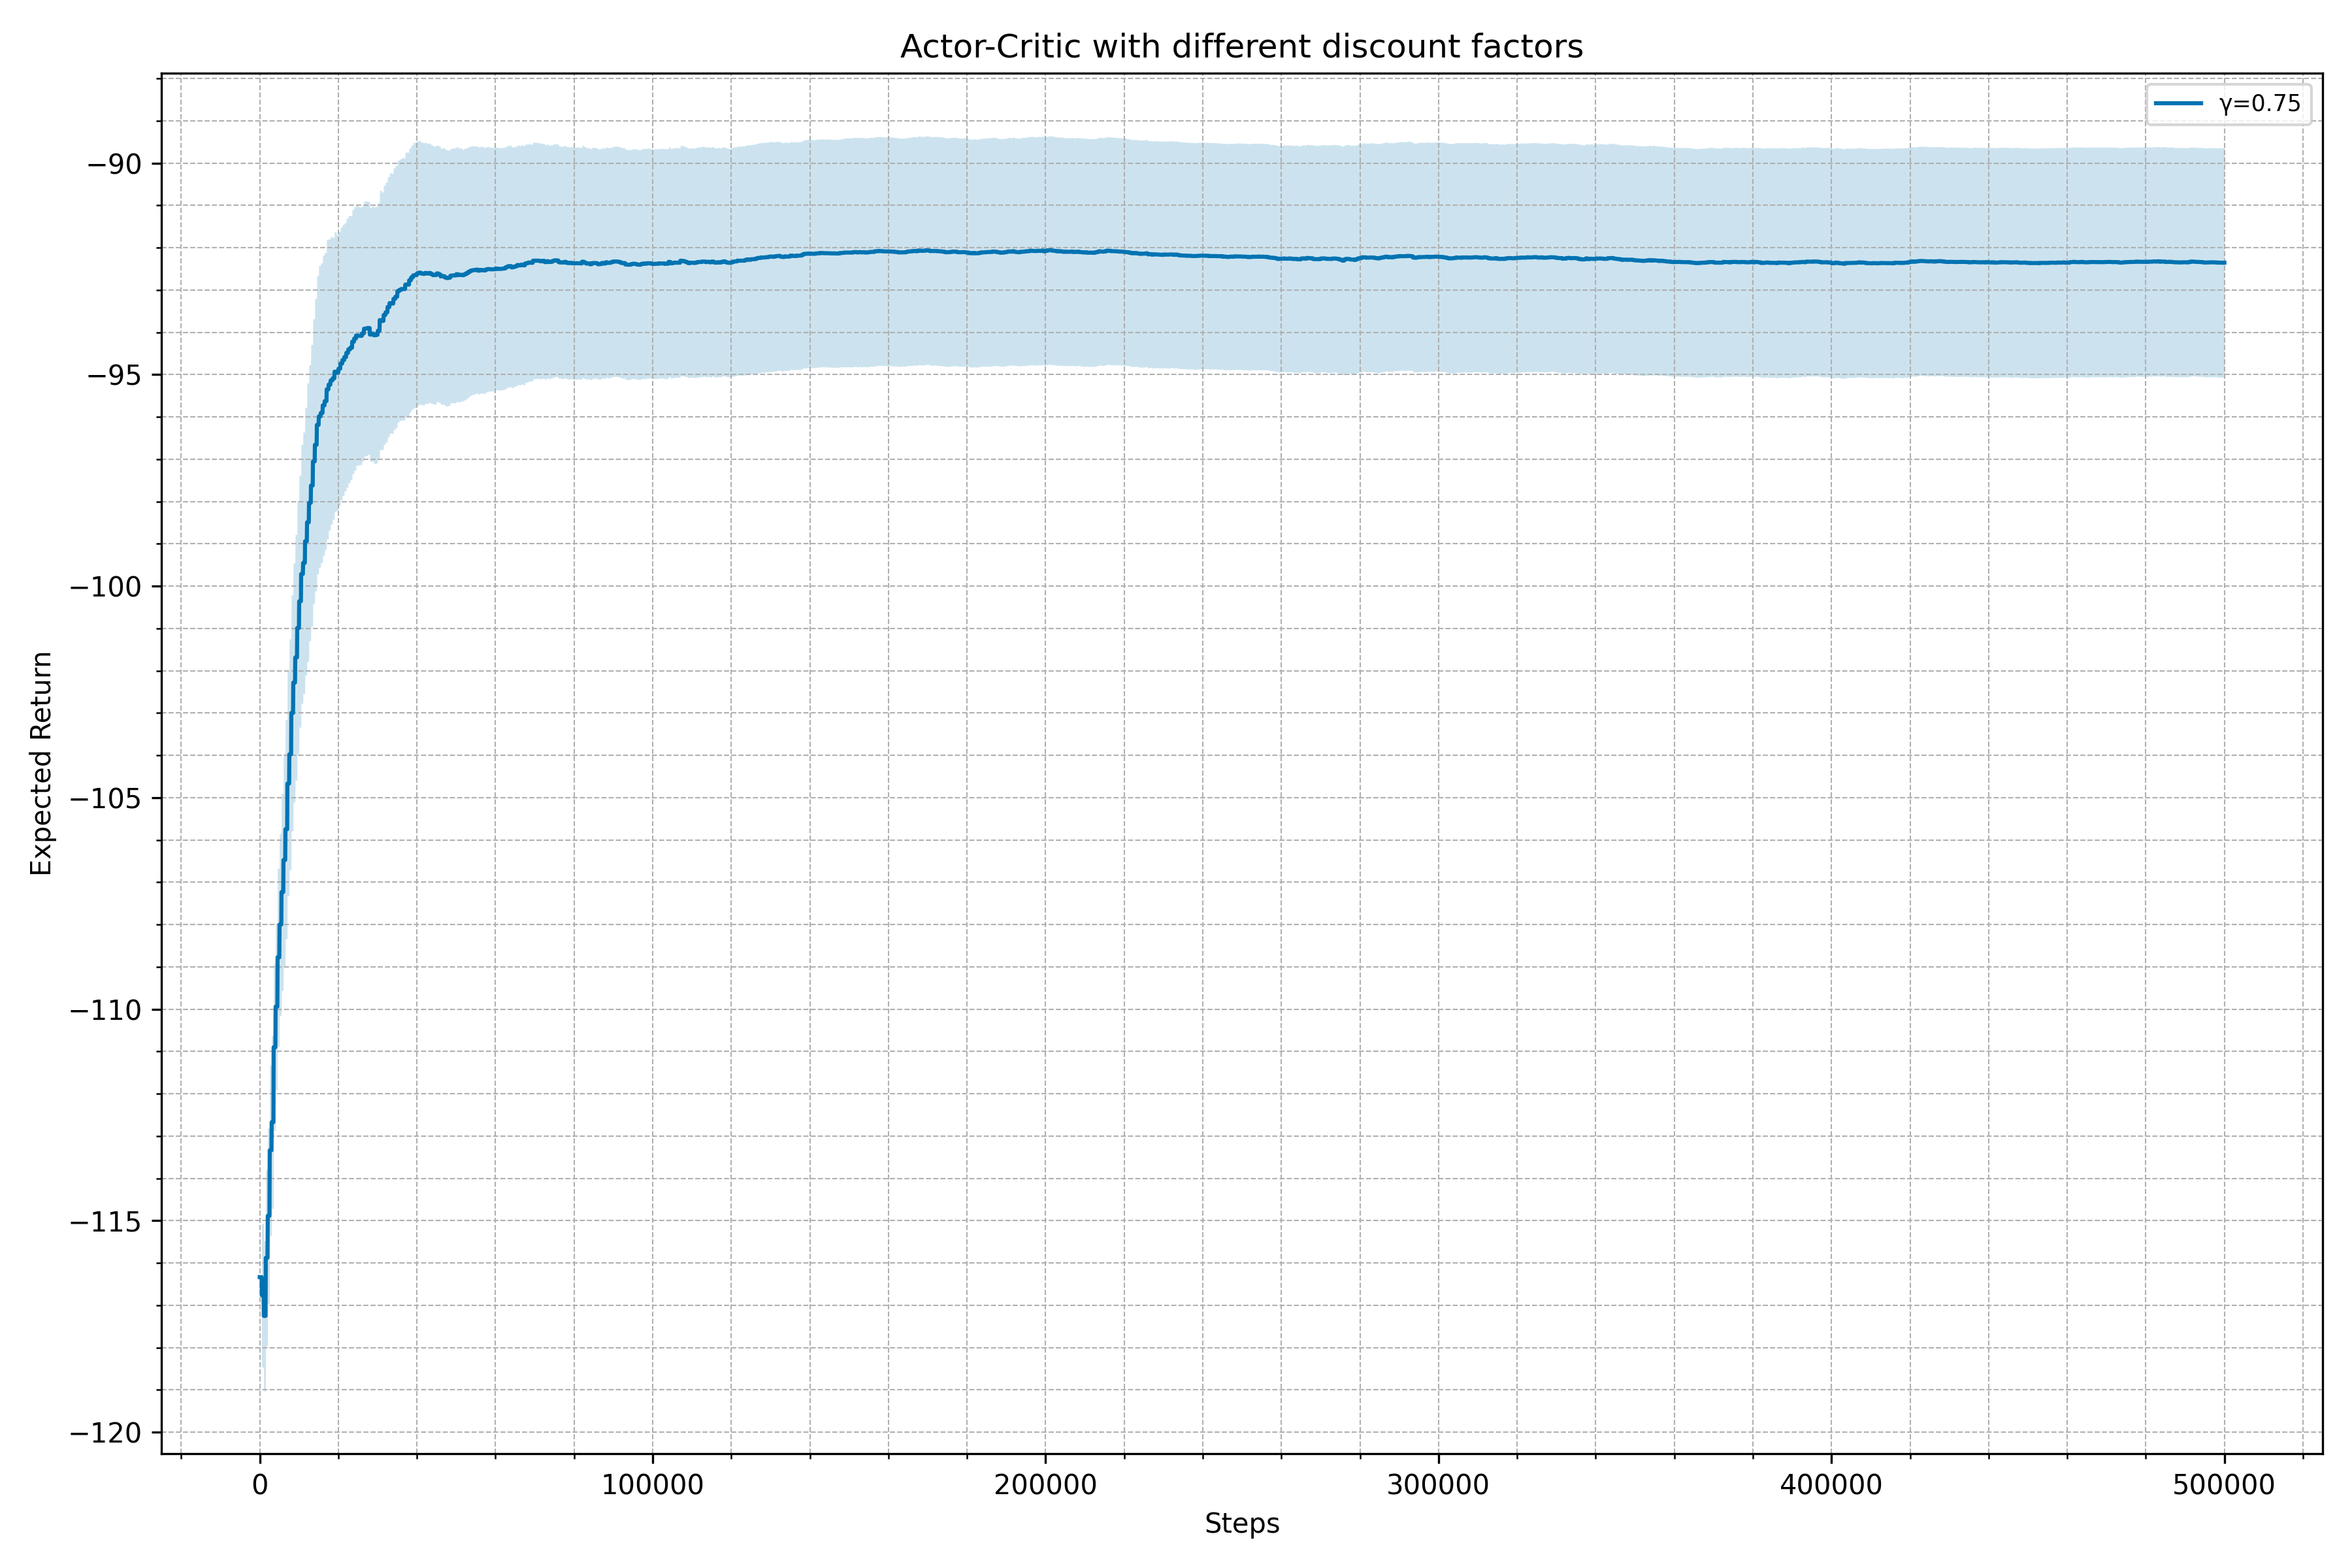 Actor-Critic with different discount factors
γ=0.75
−90
−95
−100
−105
−110
−115
−120
Expected Return
0 100000 200000 300000 400000 500000
Steps